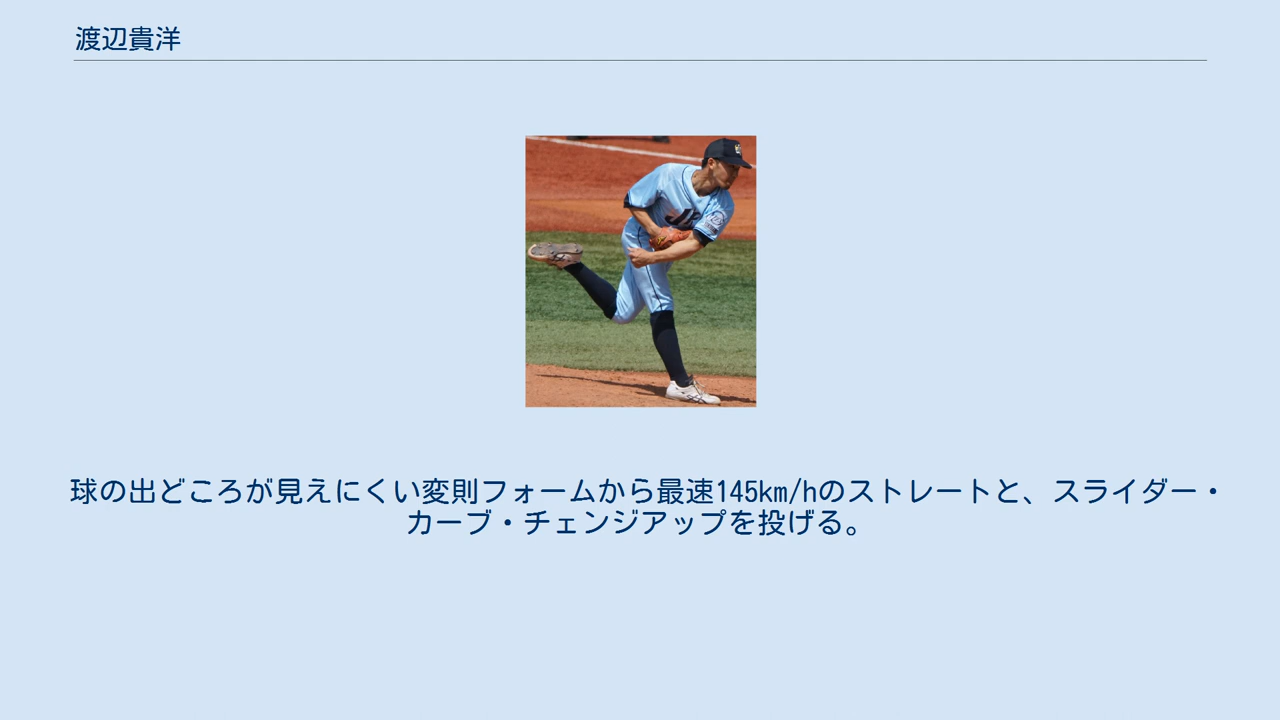 渡辺貴洋
球の出どころが見えにくい変則フォームから最速145km/hのストレートと、スライダー・
カーブ・チェンジアップを投げる。